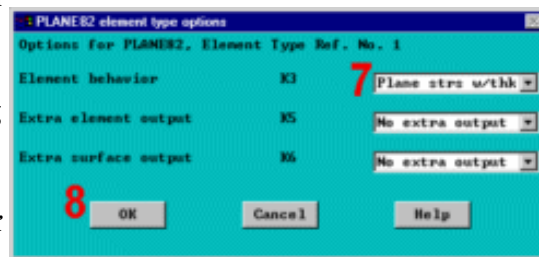 PLANE82 element type options
Options for PLANE82, Element Type Ref. No. 1
Element behavior K3 7 Plane strs w/thk
Extra element output K5 No extra output
Extra surface output K6 No extra output
8 OK Cancel Help